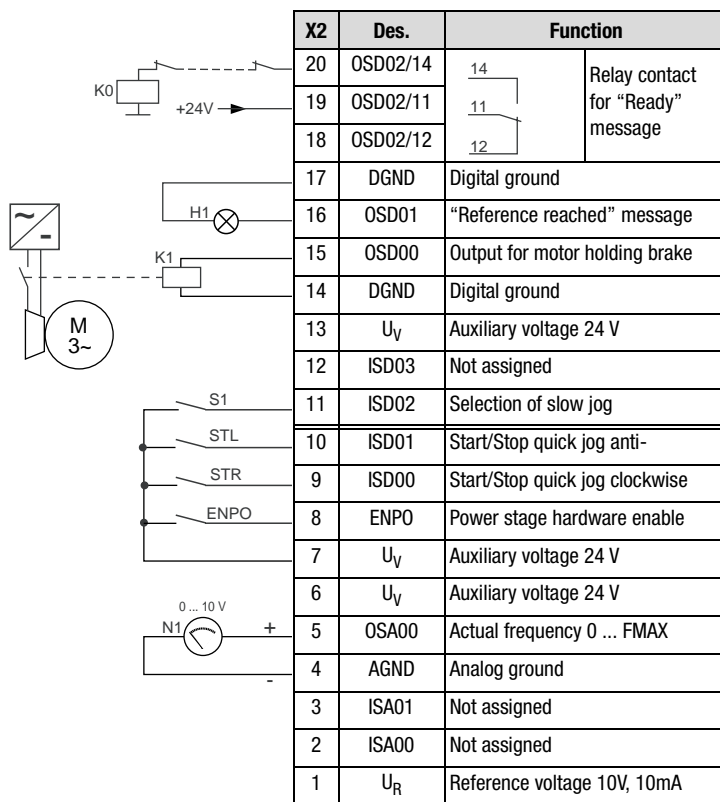 X2 Des. Function
20 OSD02/14 14 Relay contact
K0 for "Ready"
+24V 19 OSD02/11 11 message
18 OSD02/12 12
17 DGND Digital ground
H1 16 OSD01 "Reference reached" message
~ -
K1 15 OSD00 Output for motor holding brake
14 DGND Digital ground
M
3~
13 UV Auxiliary voltage 24 V
12 ISD03 Not assigned
S1 11 ISD02 Selection of slow jog
STL 10 ISD01 Start/Stop quick jog anti-
STR 9 ISD00 Start/Stop quick jog clockwise
ENPO 8 ENPO Power stage hardware enable
7 UV Auxiliary voltage 24 V
6 UV Auxiliary voltage 24 V
0 ... 10 V
N1 + 5 OSA00 Actual frequency 0 ... FMAX
- 4 AGND Analog ground
3 ISA01 Not assigned
2 ISA00 Not assigned
1 UR Reference voltage 10V, 10mA